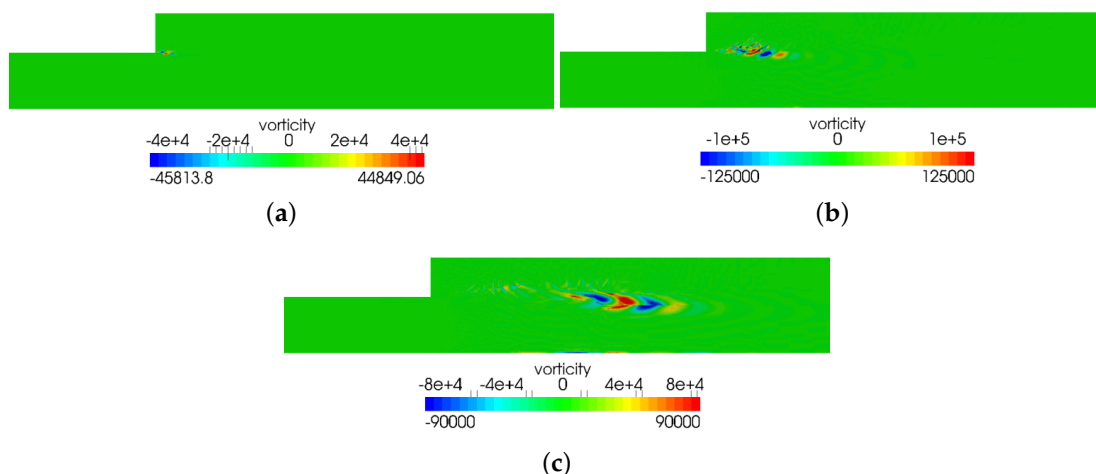 vorticity
-4e+4 -2e+4 0 2e+4 4e+4
-45813.8 44849.06
(a)
vorticity
-1e+5 0 1e+5
-125000 125000
(b)
vorticity
-8e+4 -4e+4 0 4e+4 8e+4
-90000 90000
(c)